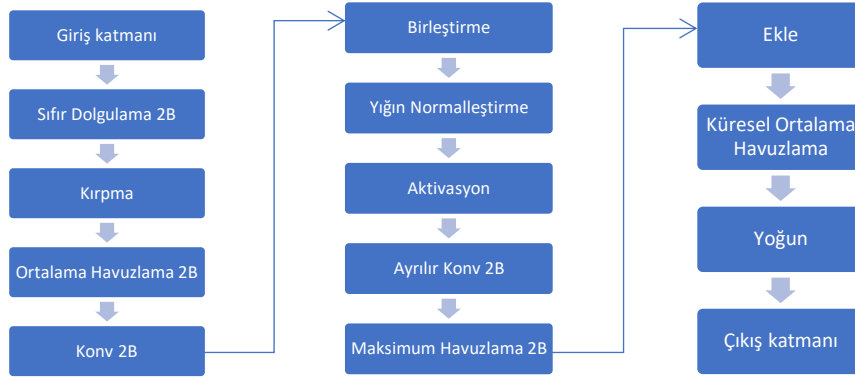 Giriş katmanı
Sıfır Dolgulama 2B
Kırpma
Ortalama Havuzlama 2B
Konv 2B
Birleştirme
Yığın Normalleştirme
Aktivasyon
Ayrılır Konv 2B
Maksimum Havuzlama 2B
Ekle
Küresel Ortalama
Havuzlama
Yoğun
Çıkış katmanı